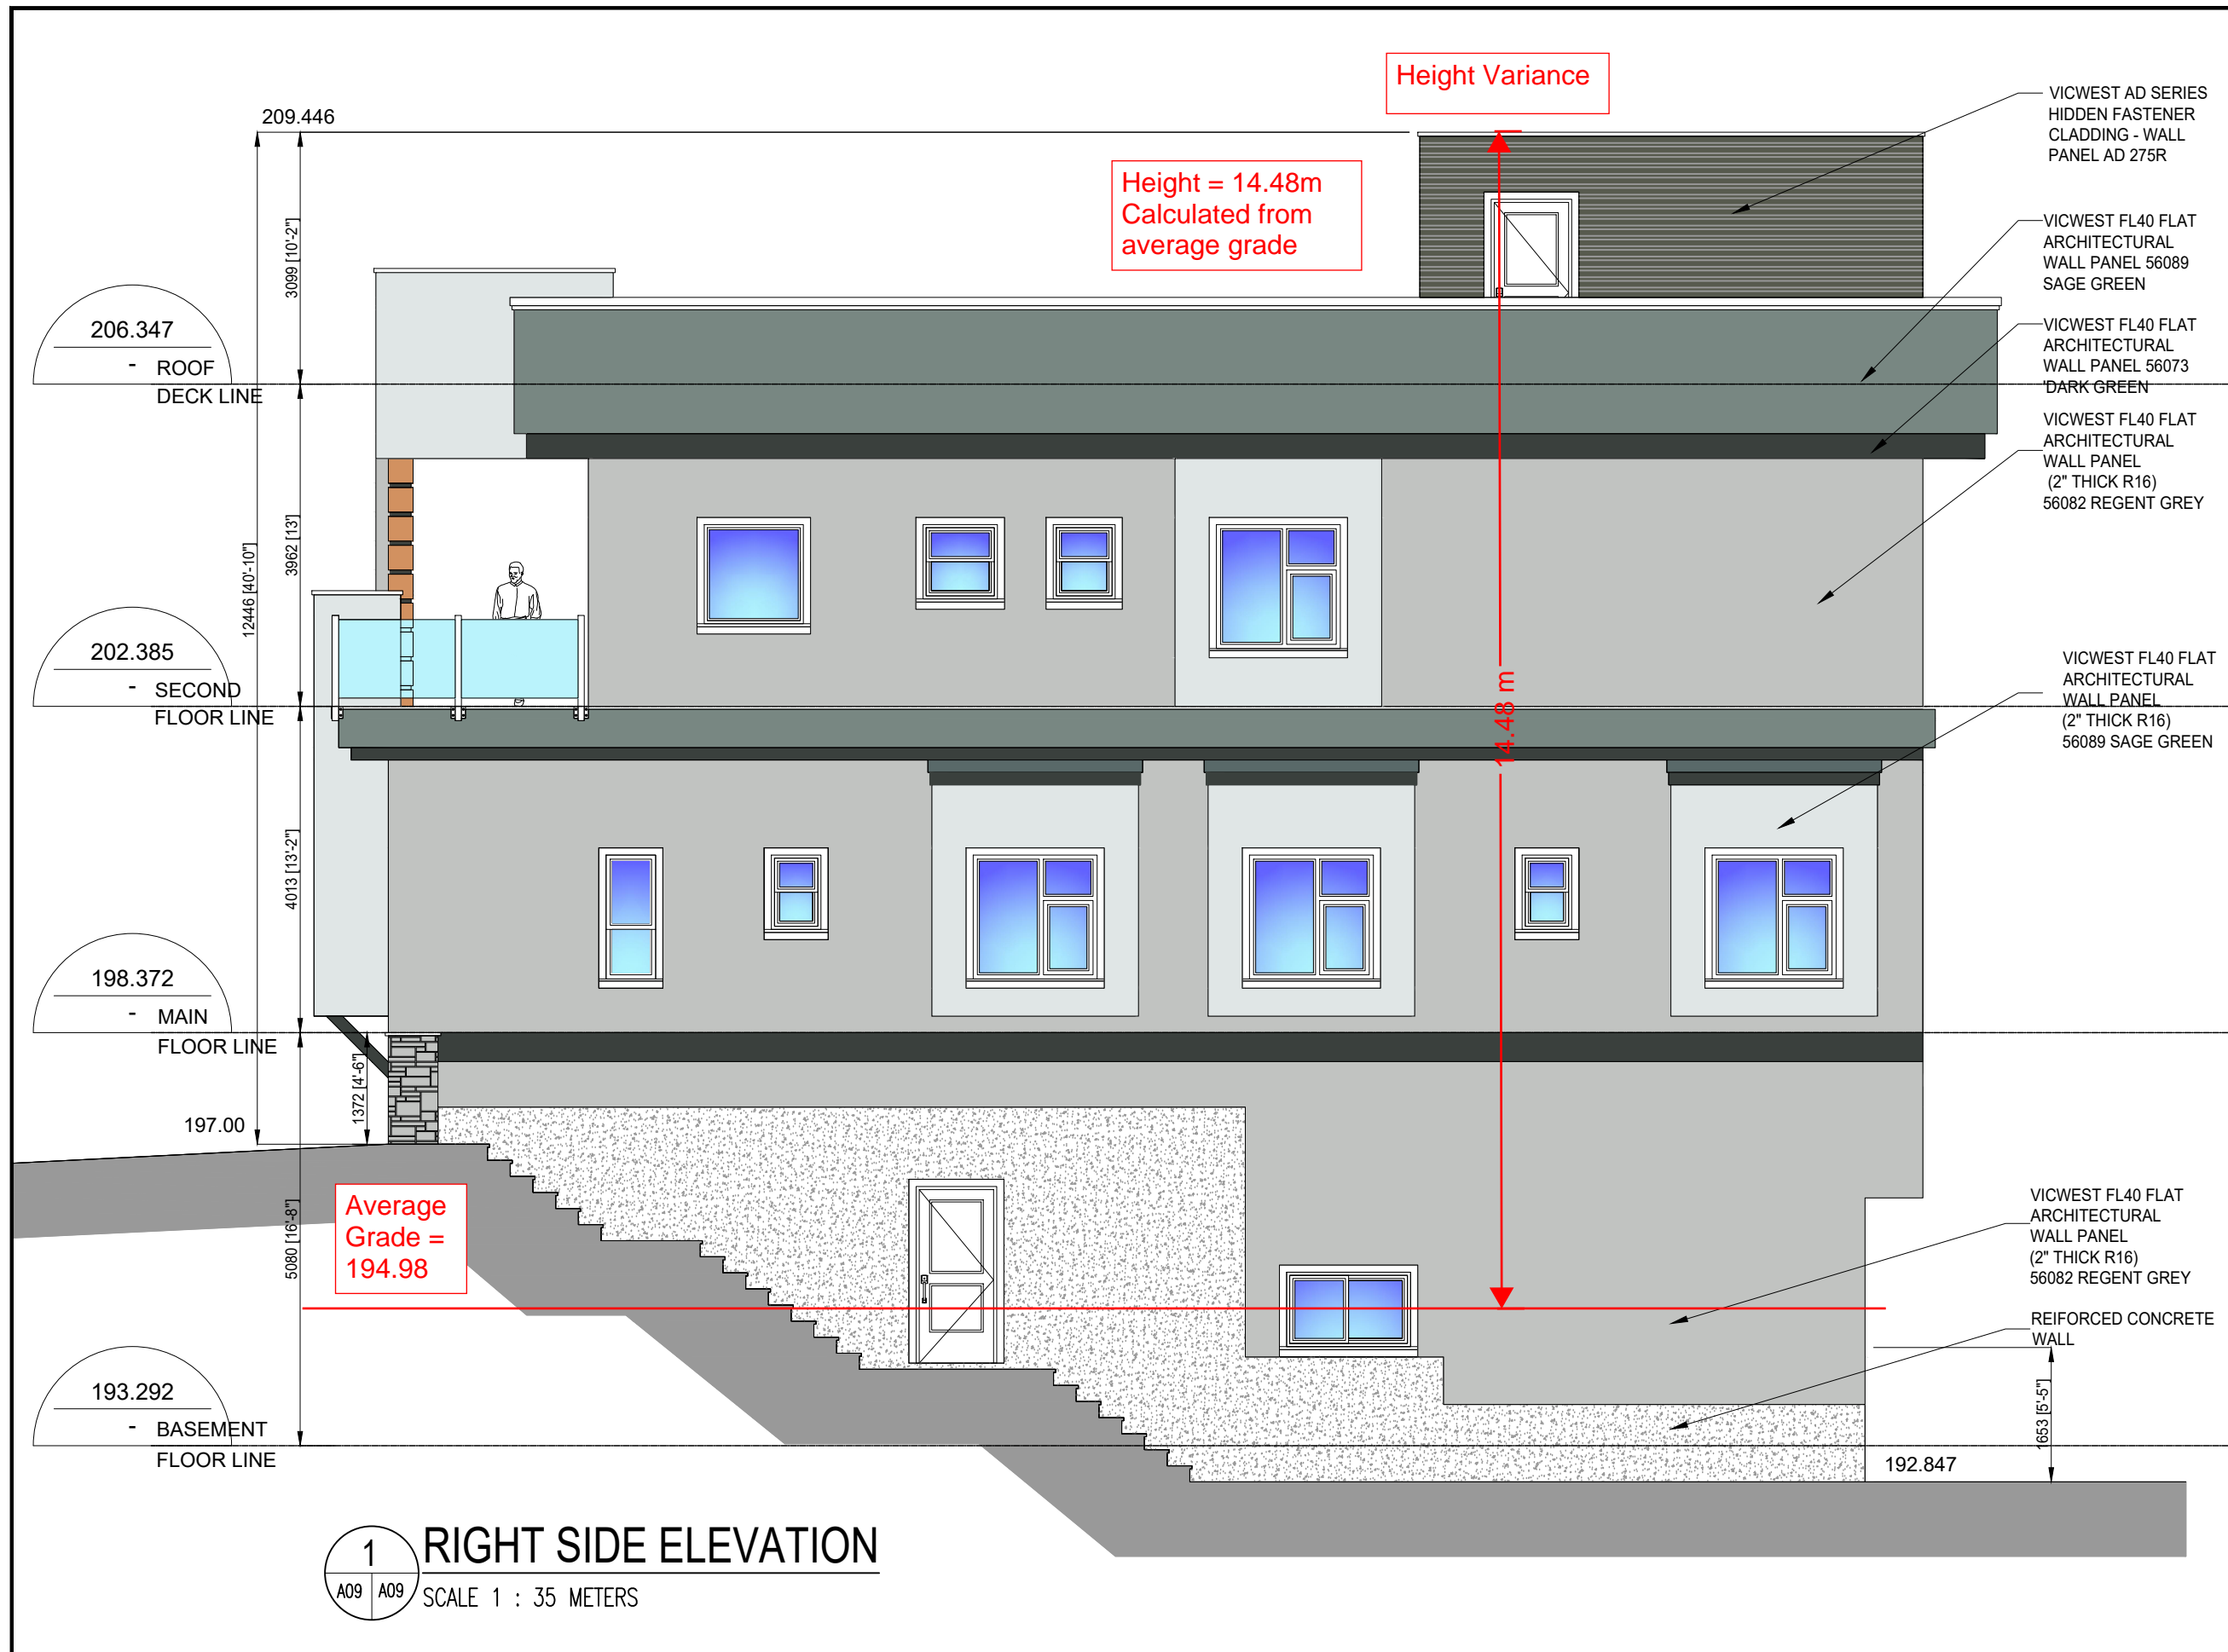 Height Variance
209.446
Height = 14.48m
Calculated from
average grade
VICWEST AD SERIES
HIDDEN FASTENER
CLADDING - WALL
PANEL AD 275R
VICWEST FL40 FLAT
ARCHITECTURAL
WALL PANEL 56089
SAGE GREEN
3099 [10'-2"]
206.347
- ROOF
DECK LINE
VICWEST FL40 FLAT
ARCHITECTURAL
WALL PANEL 56073
'DARK GREEN
VICWEST FL40 FLAT
ARCHITECTURAL
WALL PANEL
(2" THICK R16)
56082 REGENT GREY
3962 [13']
12446 [40'-10"]
202.385
- SECOND
FLOOR LINE
14.48 m
VICWEST FL40 FLAT
ARCHITECTURAL
WALL PANEL
(2" THICK R16)
56089 SAGE GREEN
4013 [13'-2"]
198.372
- MAIN
FLOOR LINE
1372 [4'-6"]
197.00
5080 [16'-8"]
Average
Grade =
194.98
VICWEST FL40 FLAT
ARCHITECTURAL
WALL PANEL
(2" THICK R16)
56082 REGENT GREY
REIFORCED CONCRETE
WALL
193.292
- BASEMENT
FLOOR LINE
1653 [5'-5"]
192.847
1
A09 A09
RIGHT SIDE ELEVATION
SCALE 1 : 35 METERS